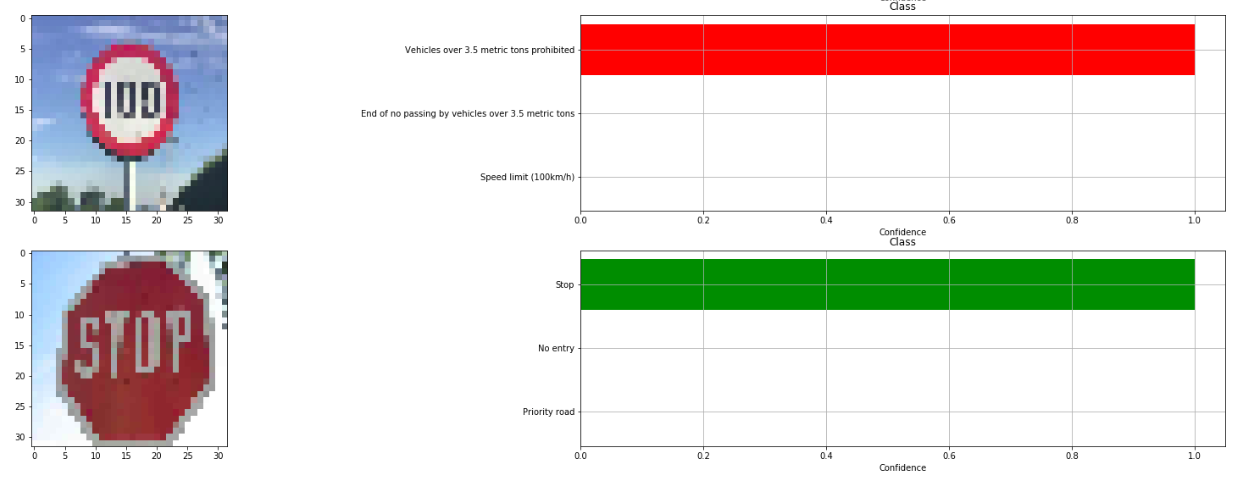 Confidence
Class
0
5
10
15
20
25
30
100
Vehicles over 3.5 metric tons prohibited
End of no passing by vehicles over 3.5 metric tons
Speed limit (100km/h)
0 5 10 15 20 25 30
0.0 0.2 0.4 0.6 0.8 1.0
Confidence
Class
0
5
10
15
20
25
30
STOP
Stop
No entry
Priority road
0 5 10 15 20 25 30
0.0 0.2 0.4 0.6 0.8 1.0
Confidence